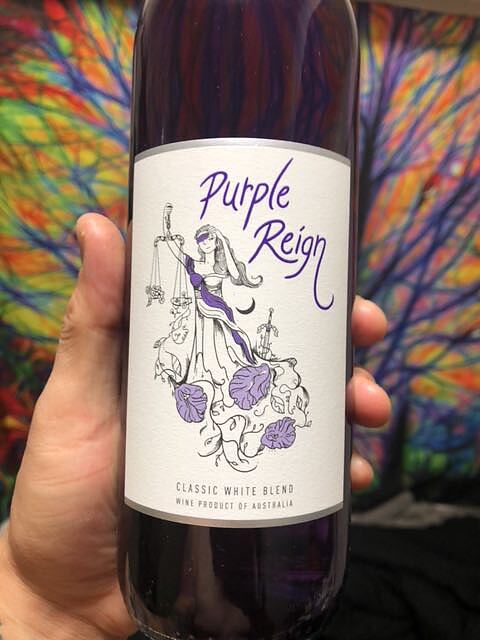 Purple
Reign
CLASSIC WHITE BLEND
WINE PRODUCT OF AUSTRALIA